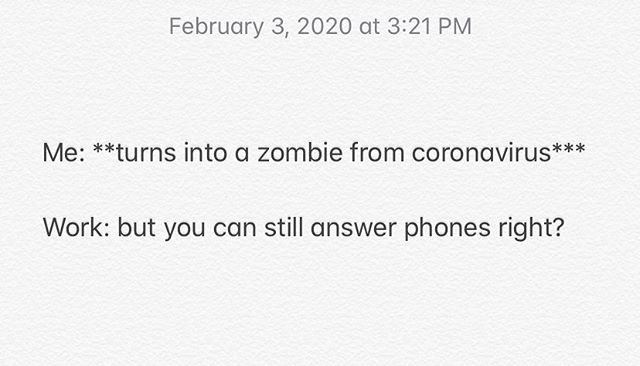 February 3, 2020 at 3:21 PM
Me: **turns into a zombie from coronavirus***
Work: but you can still answer phones right?